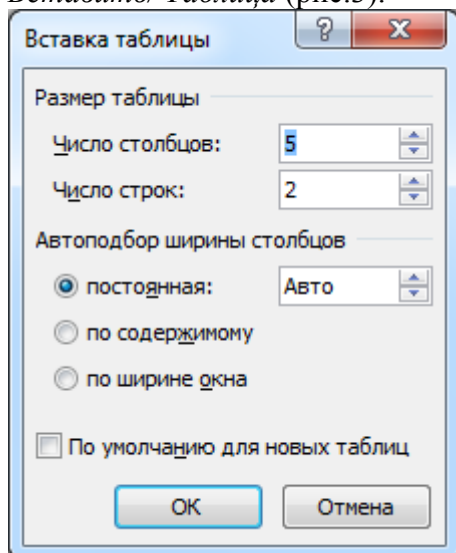 Вставить/Таблица (рис.3).
Вставка таблицы
Размер таблицы
Число столбцов: 5
Число строк: 2
Автоподбор ширины столбцов
постоянная: Авто
по содержимому
по ширине окна
По умолчанию для новых таблиц
ОК Отмена